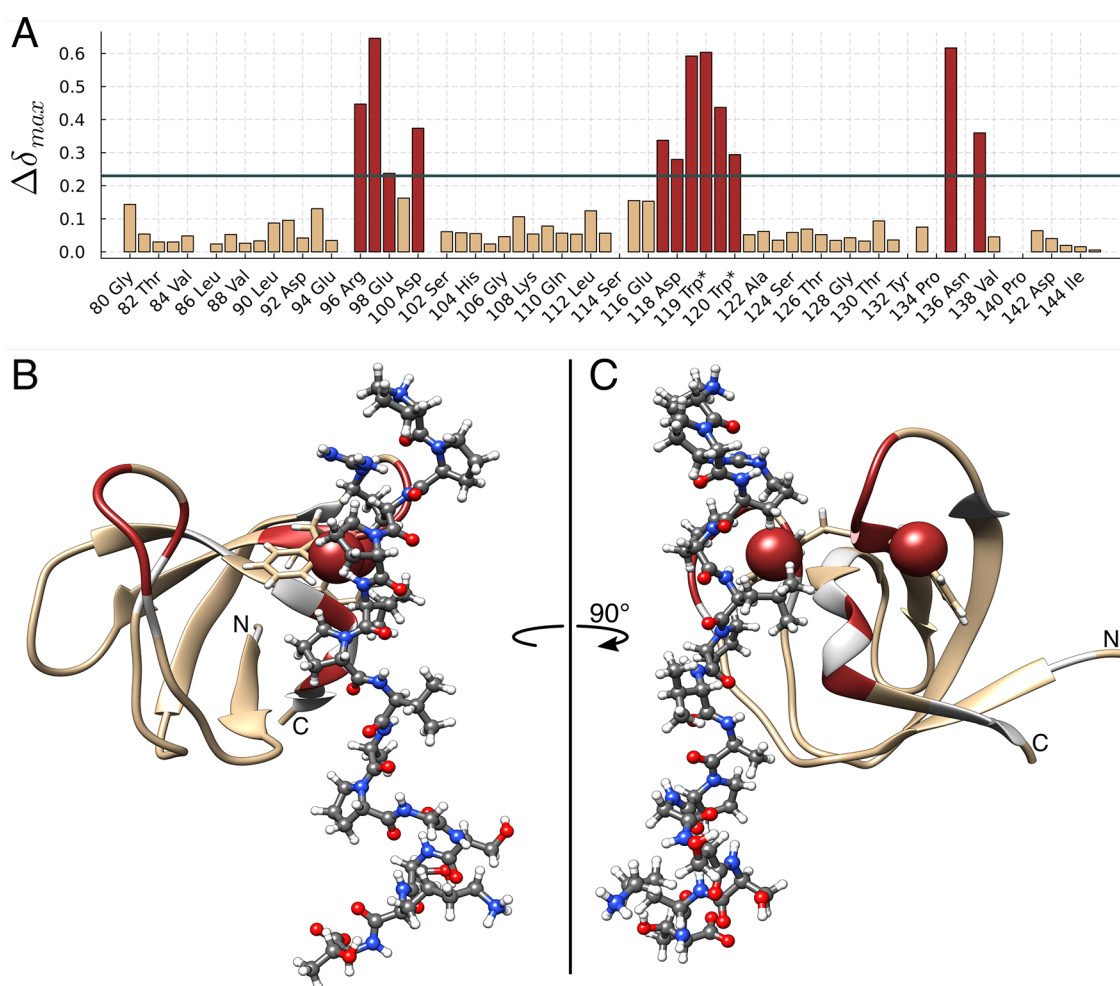 A
Δδmax
0.6
0.5
0.4
0.3
0.2
0.1
0.0
80 Gly
82 Thr
84 Val
86 Leu
88 Val
90 Leu
92 Asp
94 Glu
96 Arg
98 Glu
100 Asp
102 Ser
104 His
106 Gly
108 Lys
110 Gln
112 Leu
114 Ser
116 Glu
118 Asp
119 Trp*
120 Trp*
122 Ala
124 Ser
126 Thr
128 Gly
130 Thr
132 Tyr
134 Pro
136 Asn
138 Val
140 Pro
142 Asp
144 Ile
B
N
C
C
90°
N
C